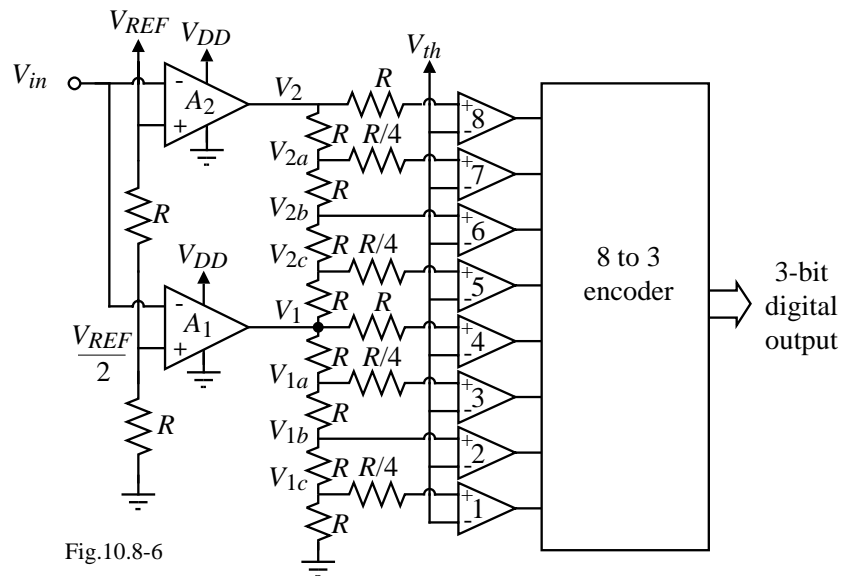 V_REF
V_DD
V_th
V_in
-
A_2
+
V_2
R
+
-
8
R
R/4
V_2a
+
-
7
R
R
V_2b
+
-
6
V_DD
R
R/4
V_2c
+
-
5
8 to 3
encoder
3-bit
digital
output
-
A_1
+
V_1
R
R
+
-
4
V_REF
2
R
R/4
V_1a
+
-
3
R
R
V_1b
+
-
2
R
R/4
V_1c
+
-
1
R
Fig.10.8-6